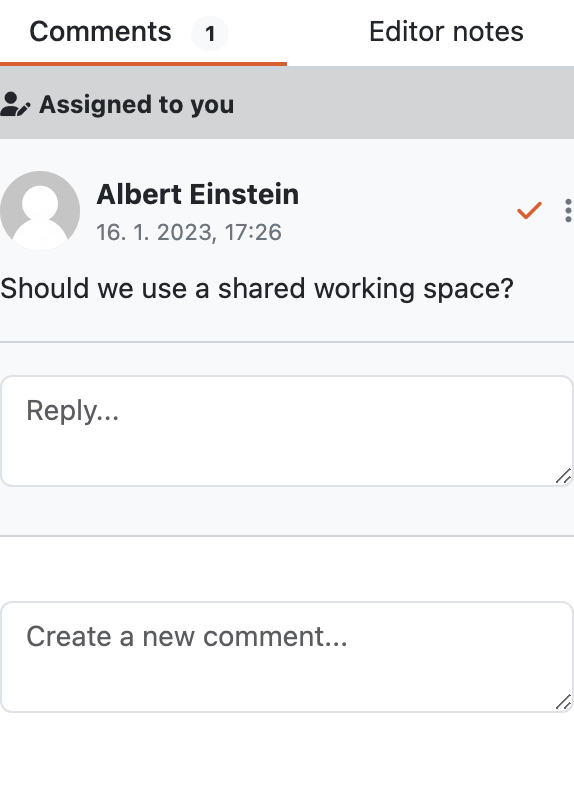 Comments 1 Editor notes
Assigned to you
Albert Einstein
16. 1. 2023, 17:26
Should we use a shared working space?
Reply...
Create a new comment...